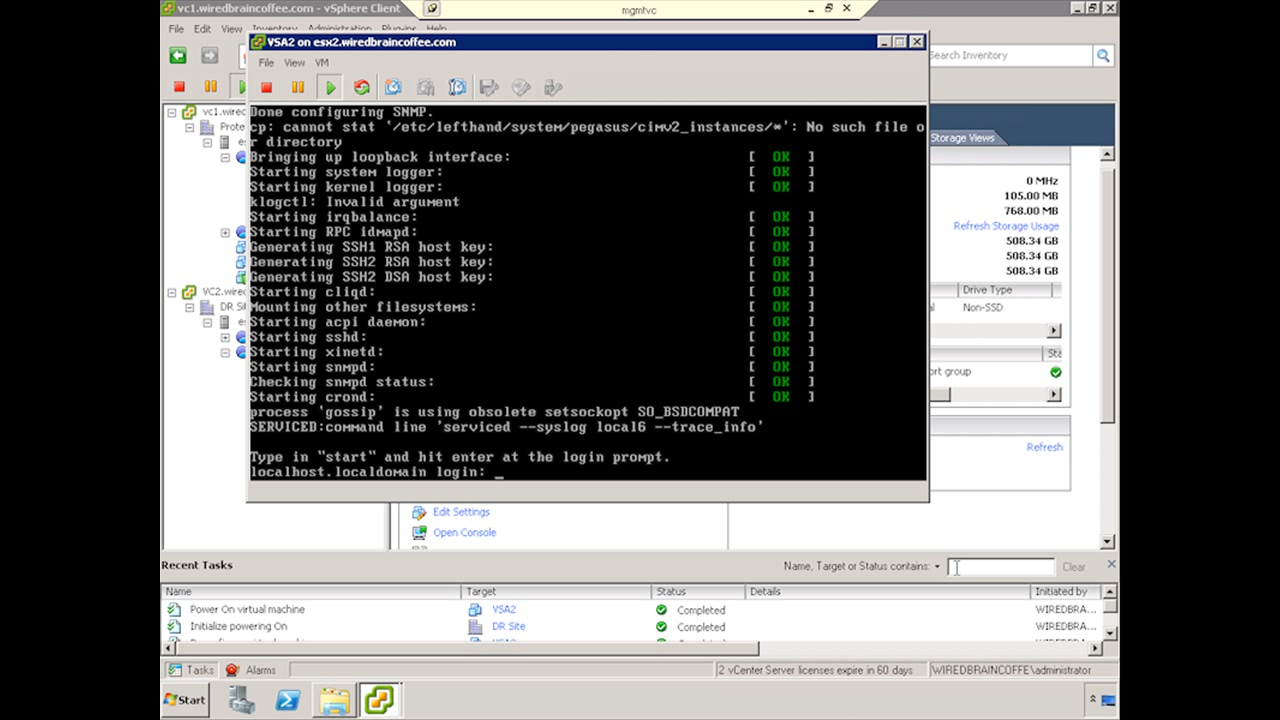 vc1.wiredbraincoffee.com - vSphere Client
mgmtvc
File Edit View Inventory Administration Plug-ins Help
VSA2 on esx2.wiredbraincoffee.com
File View VM
Search Inventory
Done configuring SNMP.
cp: cannot stat '/etc/lefthand/system/pegasus/cimv2_instances/*': No such file o
r directory
Bringing up loopback interface: [ OK ]
Starting system logger: [ OK ]
Starting kernel logger: [ OK ]
klogctl: Invalid argument
Starting irqbalance: [ OK ]
Starting RPC idmapd: [ OK ]
Generating SSH1 RSA host key: [ OK ]
Generating SSH2 RSA host key: [ OK ]
Generating SSH2 DSA host key: [ OK ]
Starting cliqd: [ OK ]
Mounting other filesystems: [ OK ]
Starting acpi daemon: [ OK ]
Starting sshd: [ OK ]
Starting xinetd: [ OK ]
Starting snmpd: [ OK ]
Checking snmpd status: [ OK ]
Starting crond: [ OK ]
process 'gossip' is using obsolete setsockopt SO_BSDCOMPAT
SERVICED:command line 'serviced --syslog local6 --trace_info'
Type in "start" and hit enter at the login prompt.
localhost.localdomain login: _
vc1.wirec
Prote
es
VC2.wire
DR Si
es
Storage Views
0 MHz
105.00 MB
768.00 MB
Refresh Storage Usage
508.34 GB
508.34 GB
508.34 GB
Drive Type
Non-SSD
Sta
ort group
Refresh
Edit Settings
Open Console
Recent Tasks
Name, Target or Status contains:
Clear
Name Target Status Details Initiated by
Power On virtual machine VSA2 Completed WIREDBRA...
Initialize powering On DR Site Completed WIREDBRA...
Tasks Alarms
2 vCenter Server licenses expire in 60 days
WIREDBRAINCOFFE\administrator
Start